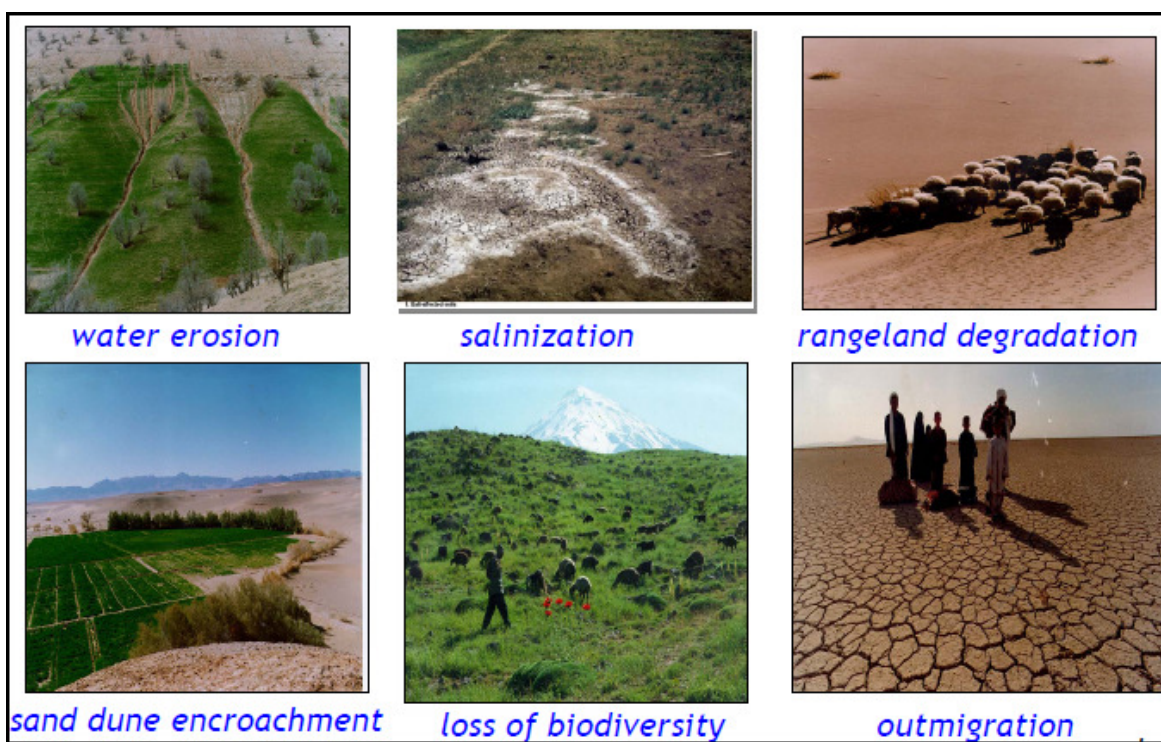 water erosion
salinization
rangeland degradation
sand dune encroachment
loss of biodiversity
outmigration